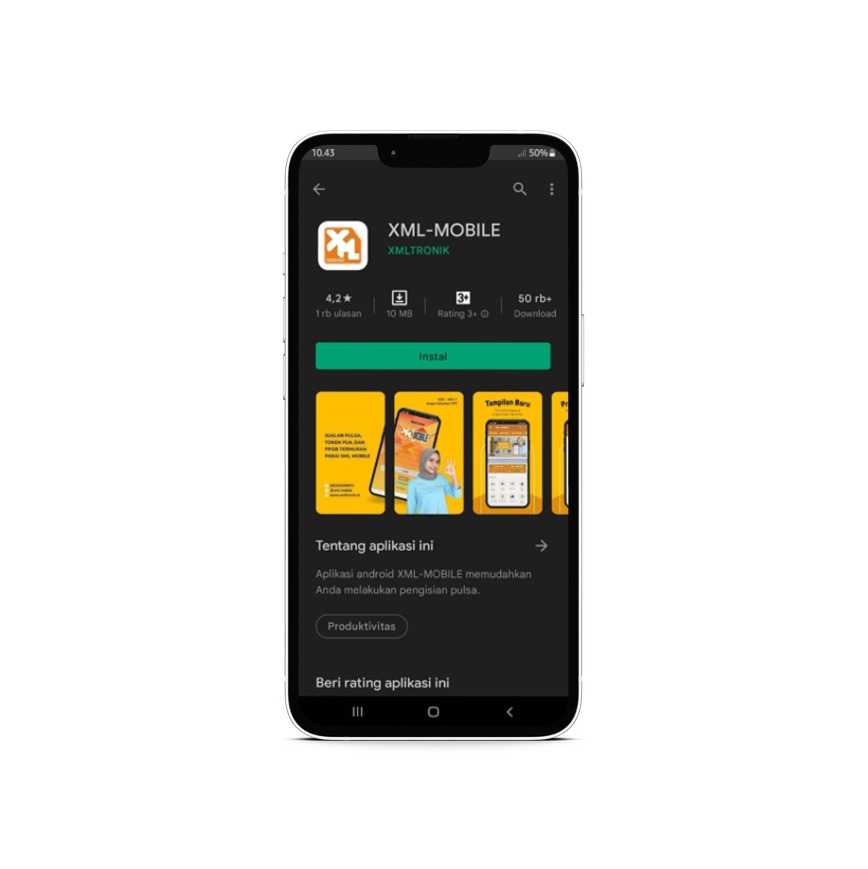 10.43
50%
XML-MOBILE
XMLTRONIK
XML
4,2★
3+
50 rb+
1 rb ulasan
10 MB
Rating 3+
Download
Instal
JUALAN PULSA,
TOKEN PLN, DAN
PPOB TERMURAH
PAKAI XML MOBILE
Tampilan Baru
Tentang aplikasi ini
Aplikasi android XML-MOBILE memudahkan
Anda melakukan pengisian pulsa.
Produktivitas
Beri rating aplikasi ini